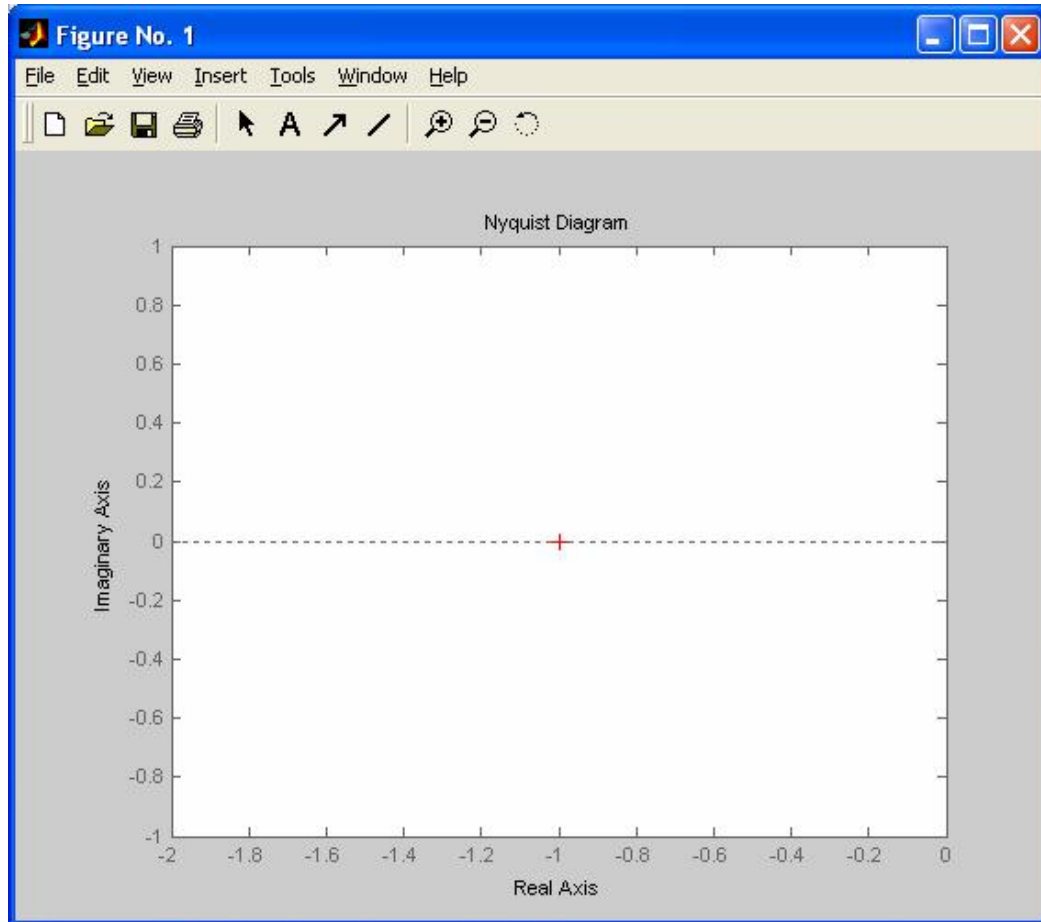 Figure No. 1
File Edit View Insert Tools Window Help
A
Nyquist Diagram
1
0.8
0.6
0.4
0.2
0
-0.2
-0.4
-0.6
-0.8
-1
Imaginary Axis
-2 -1.8 -1.6 -1.4 -1.2 -1 -0.8 -0.6 -0.4 -0.2 0
Real Axis